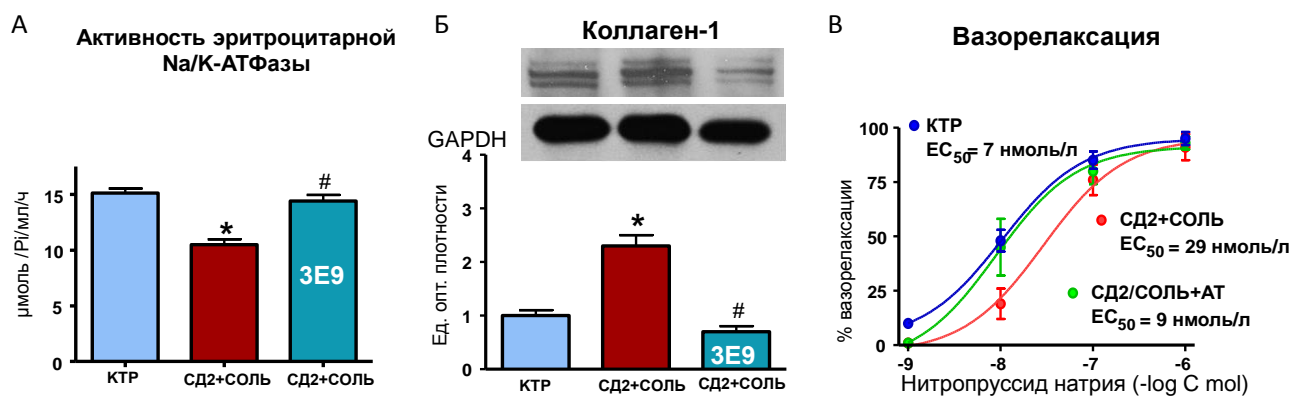 А
Активность эритроцитарной
Na/K-АТФазы
µмоль /Pi/мл/ч
15
10
5
0
3E9
КТР
СД2+СОЛЬ
СД2+СОЛЬ
*
#
Б
Коллаген-1
GAPDH
Ед. опт. плотности
4
3
2
1
0
*
#
3E9
КТР
СД2+СОЛЬ
СД2+СОЛЬ
В
Вазорелаксация
% вазорелаксации
100
75
50
25
0
КТР
EC50 = 7 нмоль/л
СД2+СОЛЬ
EC50 = 29 нмоль/л
СД2/СОЛЬ+АТ
EC50 = 9 нмоль/л
-9
-8
-7
-6
Нитропруссид натрия (-log C mol)